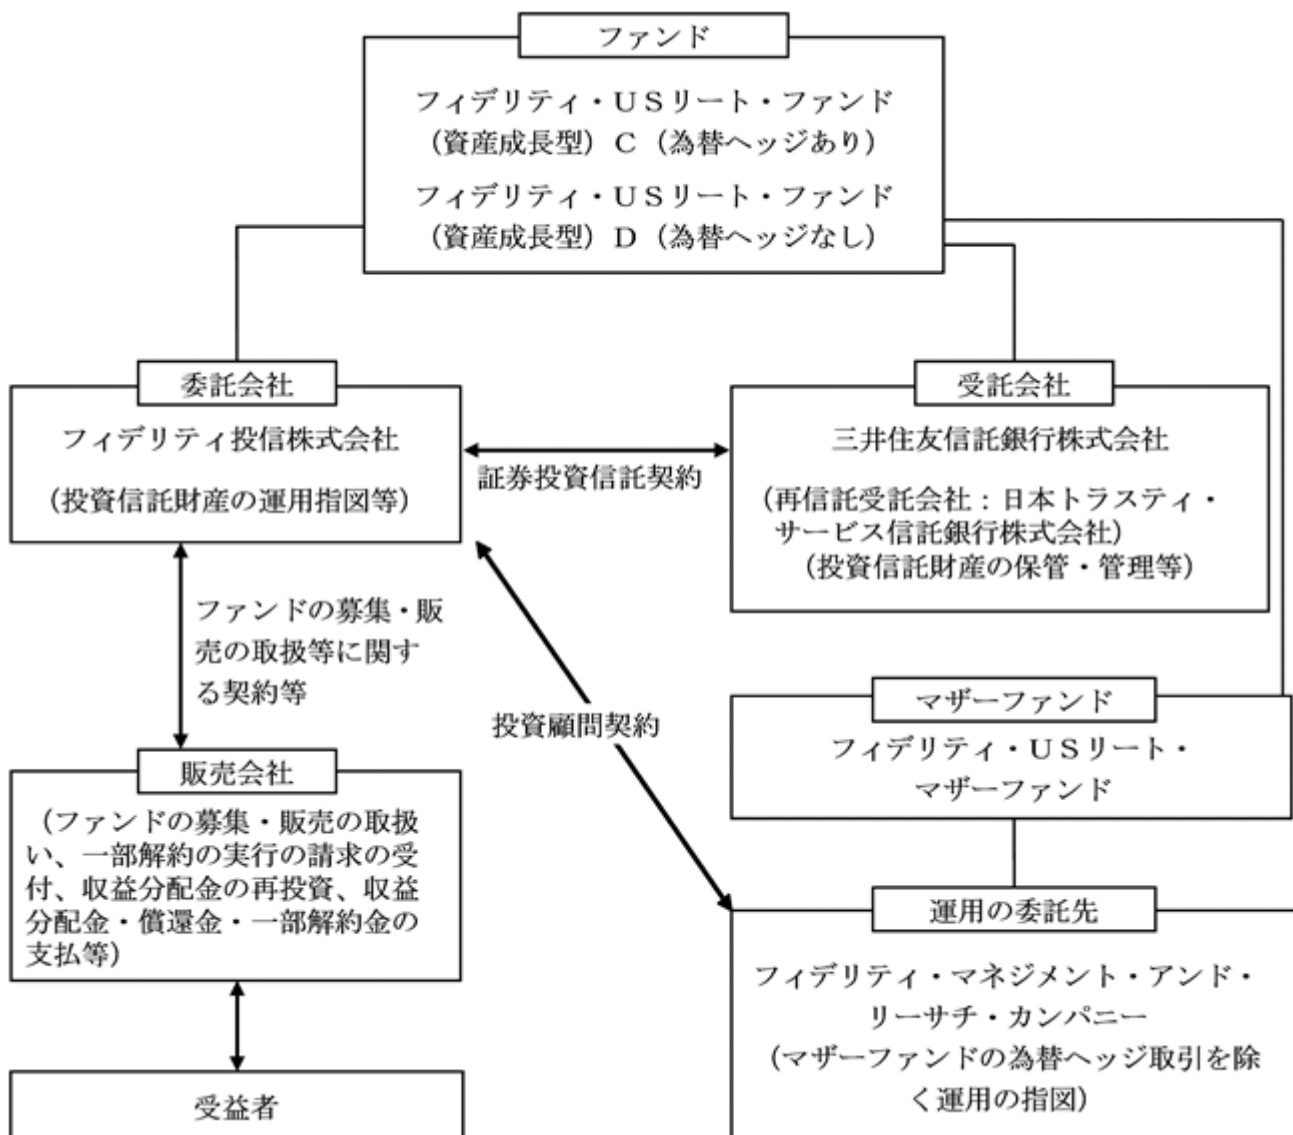 ファンド
フィデリティ・ＵＳリート・ファンド
（資産成長型）Ｃ（為替ヘッジあり）
フィデリティ・ＵＳリート・ファンド
（資産成長型）Ｄ（為替ヘッジなし）
委託会社
フィデリティ投信株式会社
（投資信託財産の運用指図等）
証券投資信託契約
受託会社
三井住友信託銀行株式会社
（再信託受託会社：日本トラスティ・
サービス信託銀行株式会社）
（投資信託財産の保管・管理等）
ファンドの募集・販
売の取扱等に関す
る契約等
投資顧問契約
マザーファンド
フィデリティ・ＵＳリート・
マザーファンド
販売会社
（ファンドの募集・販売の取扱
い、一部解約の実行の請求の受
付、収益分配金の再投資、収益
分配金・償還金・一部解約金の
支払等）
運用の委託先
フィデリティ・マネジメント・アンド・
リーサチ・カンパニー
（マザーファンドの為替ヘッジ取引を除
く運用の指図）
受益者